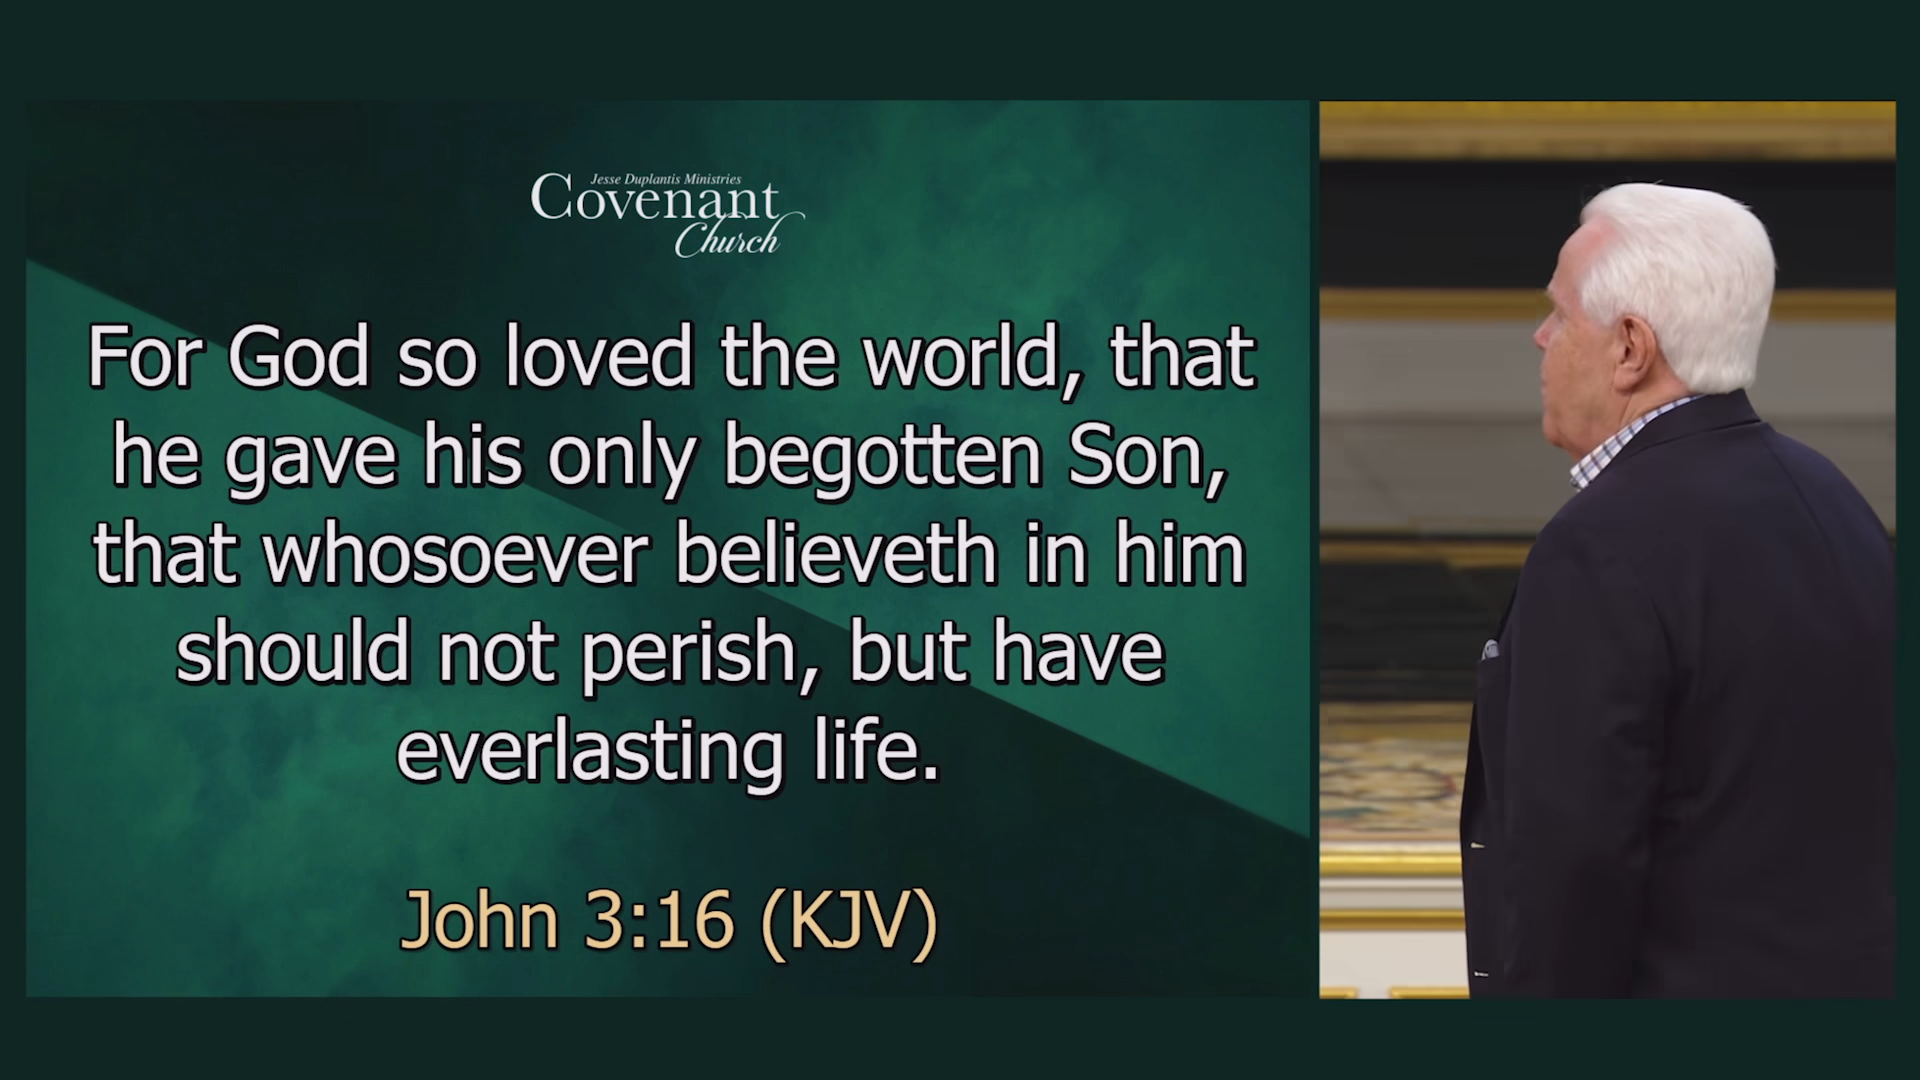 Jesse Duplantis Ministries
Covenant
Church
For God so loved the world, that
he gave his only begotten Son,
that whosoever believeth in him
should not perish, but have
everlasting life.
John 3:16 (KJV)